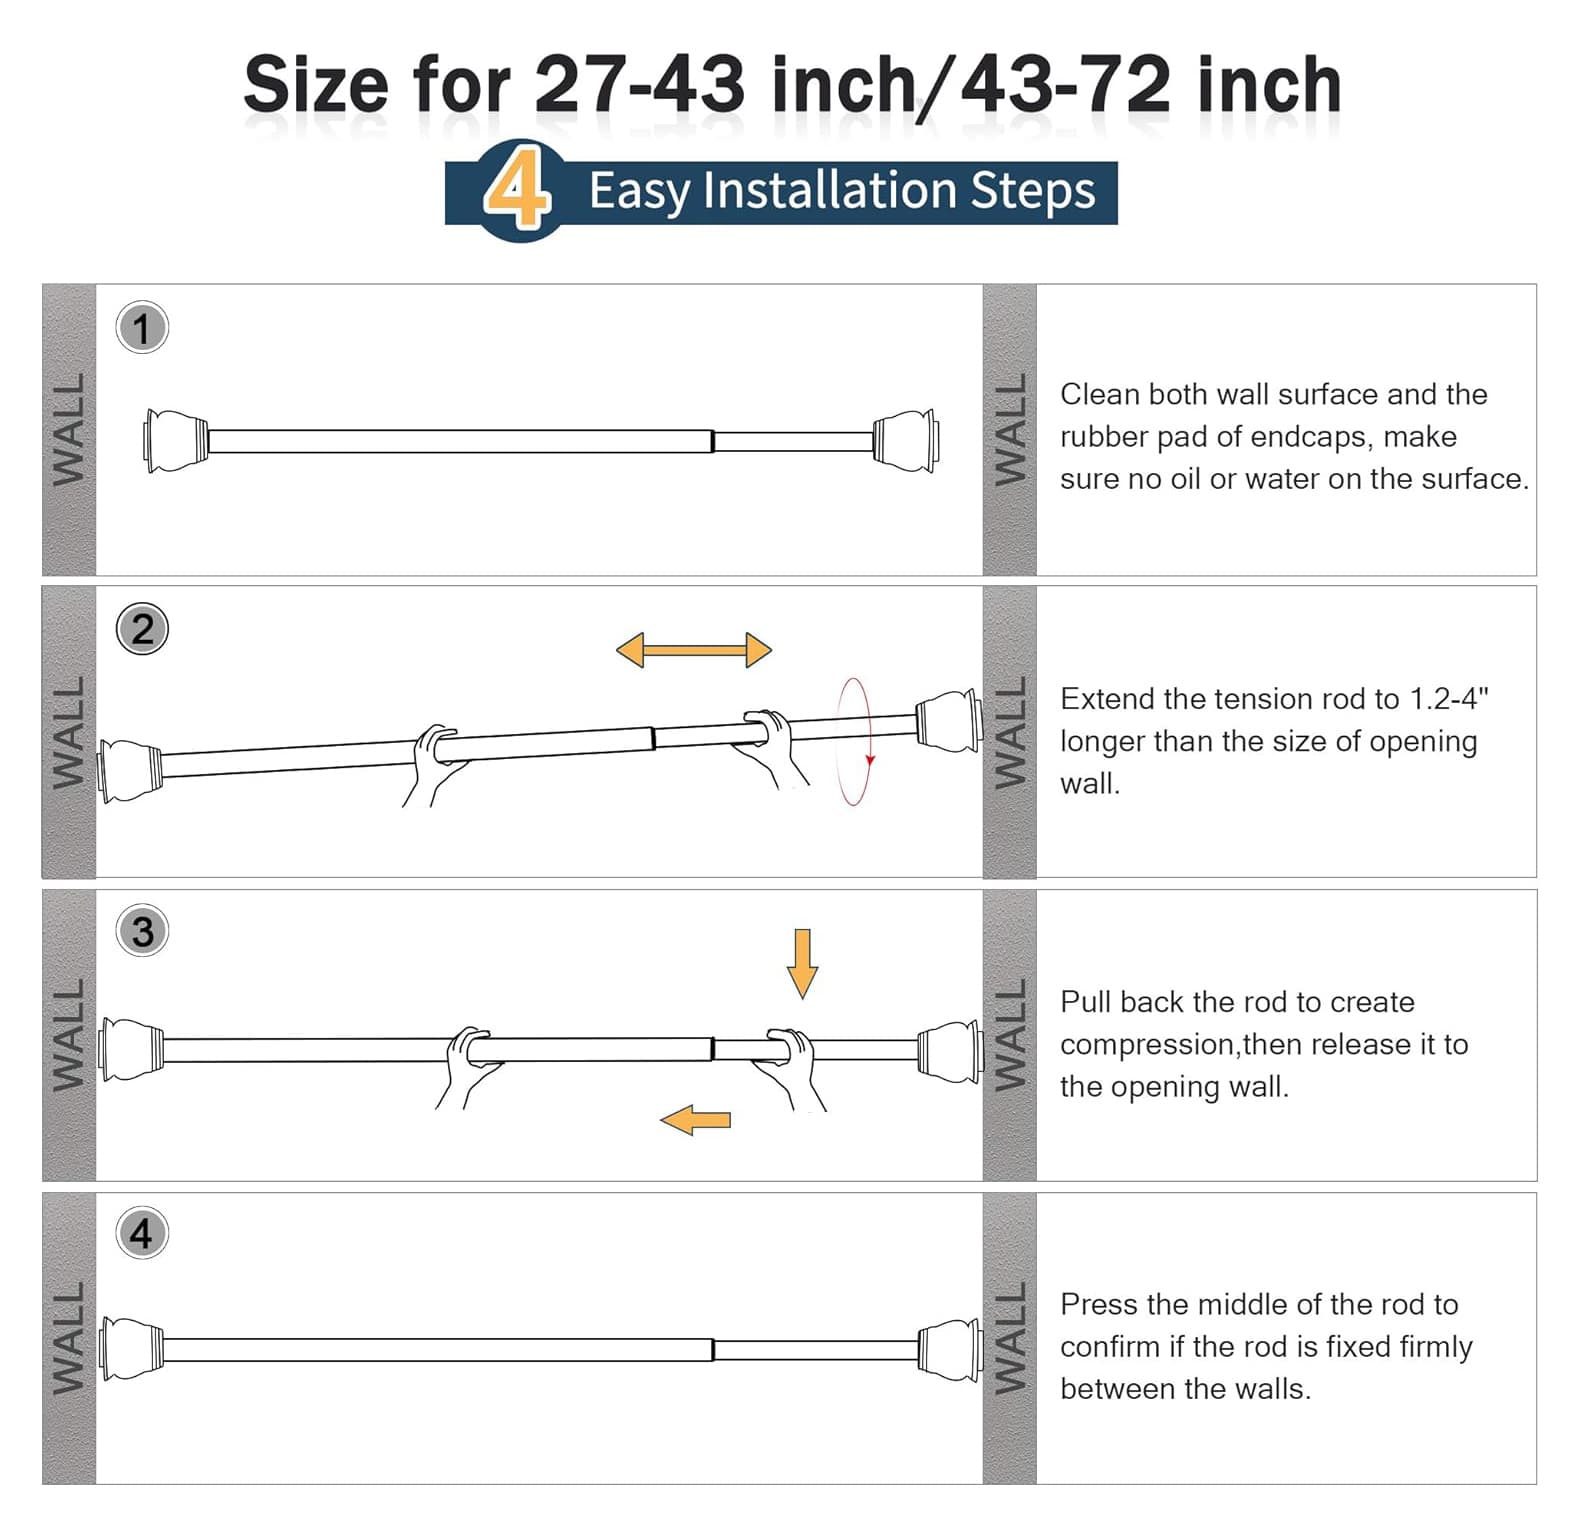 Size for 27-43 inch/43-72 inch
4 Easy Installation Steps
WALL
1
WALL
Clean both wall surface and the
rubber pad of endcaps, make
sure no oil or water on the surface.
WALL
2
WALL
Extend the tension rod to 1.2-4"
longer than the size of opening
wall.
WALL
3
WALL
Pull back the rod to create
compression,then release it to
the opening wall.
WALL
4
WALL
Press the middle of the rod to
confirm if the rod is fixed firmly
between the walls.